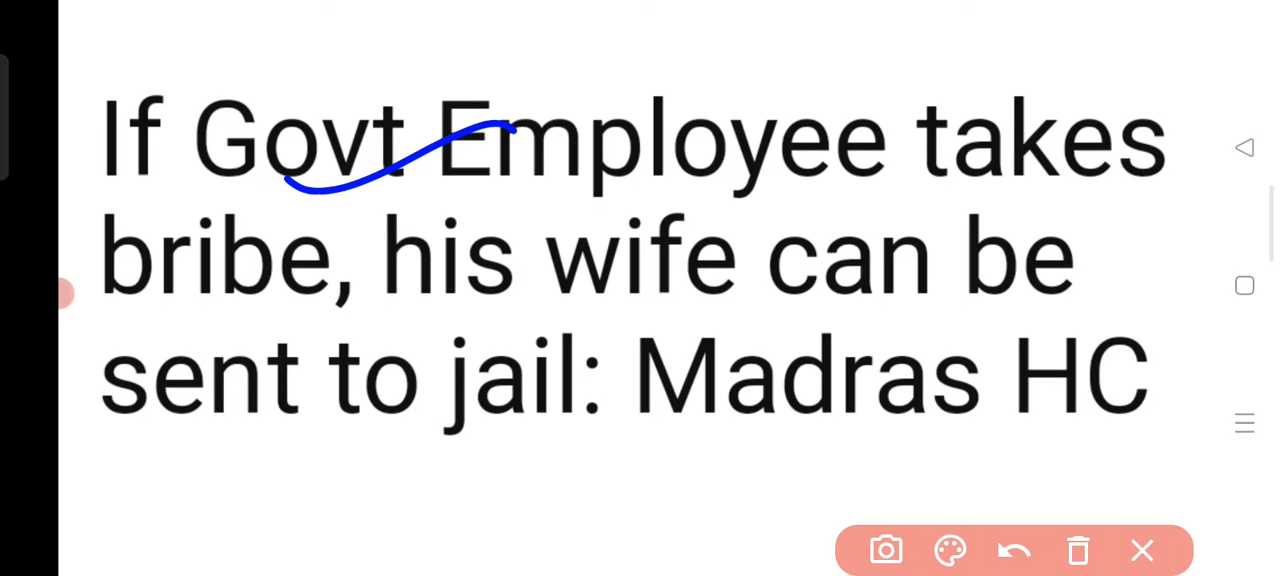 If Govt Employee takes
bribe, his wife can be
sent to jail: Madras HC